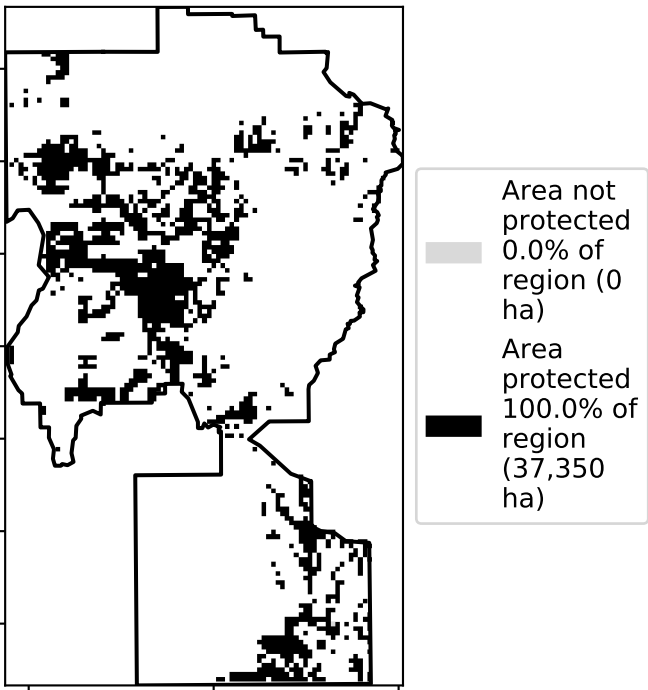 Area not
protected
0.0% of
region (0
ha)
Area
protected
100.0% of
region
(37,350
ha)